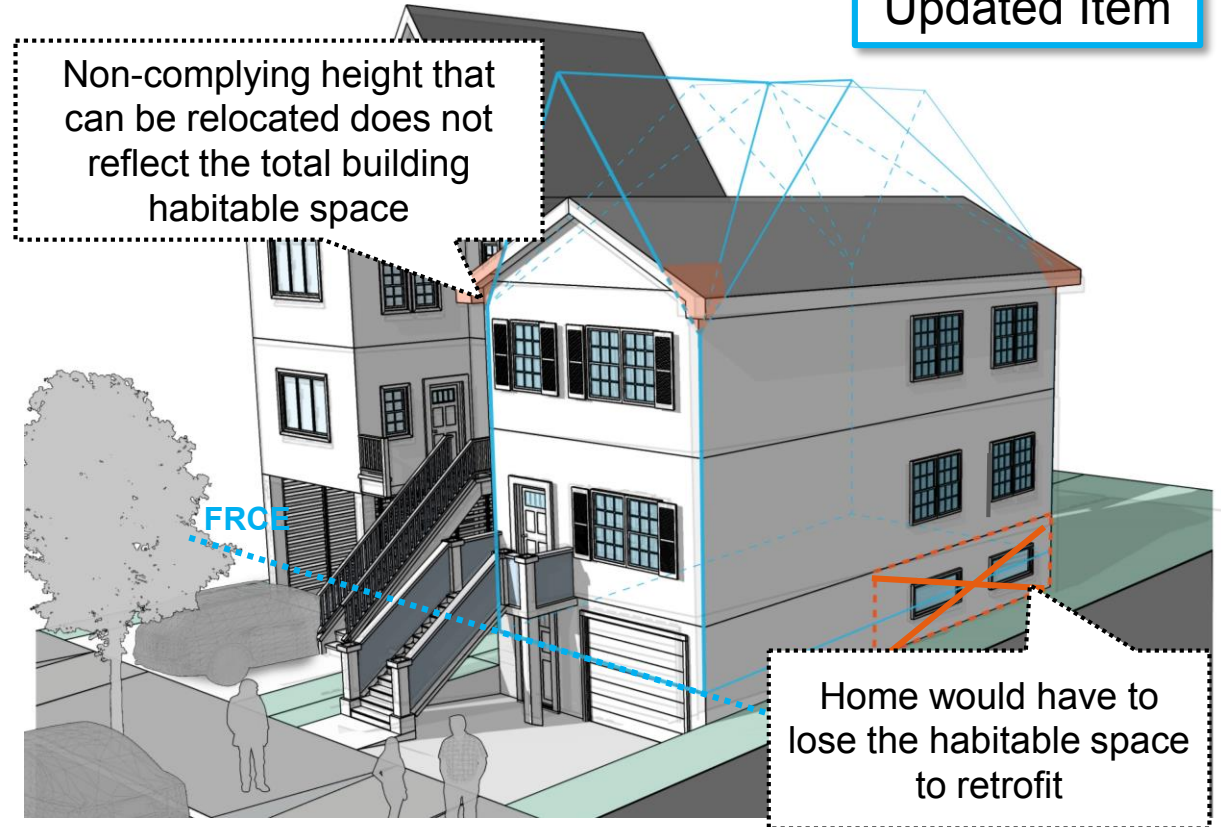 Updated Item
Non-complying height that
can be relocated does not
reflect the total building
habitable space
FRCE
Home would have to
lose the habitable space
to retrofit